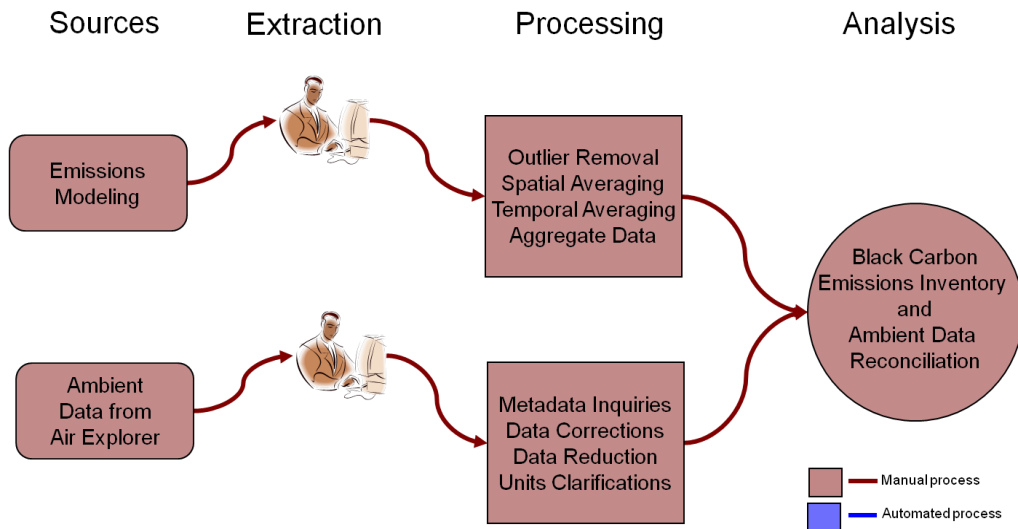 Sources
Extraction
Processing
Analysis
Emissions
Modeling
Outlier Removal
Spatial Averaging
Temporal Averaging
Aggregate Data
Black Carbon
Emissions Inventory
and
Ambient Data
Reconciliation
Ambient
Data from
Air Explorer
Metadata Inquiries
Data Corrections
Data Reduction
Units Clarifications
Manual process
Automated process